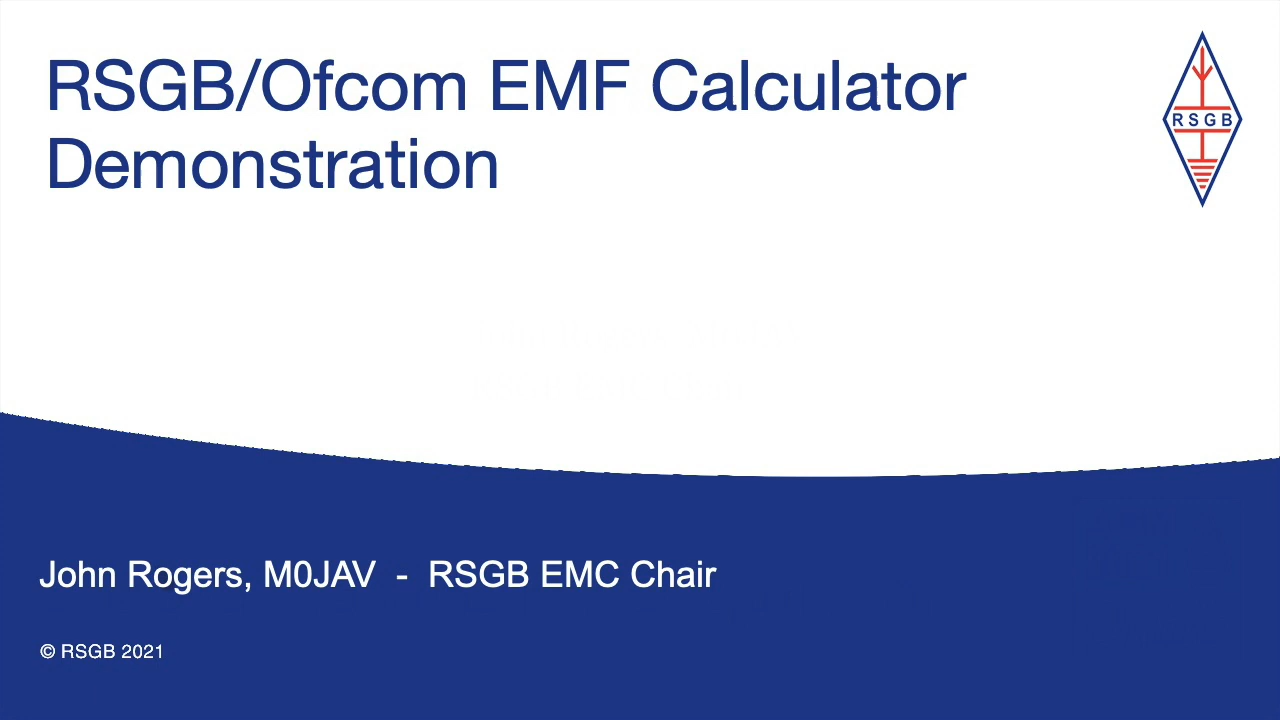 RSGB/Ofcom EMF Calculator
Demonstration
RSGB
John Rogers, M0JAV - RSGB EMC Chair
© RSGB 2021